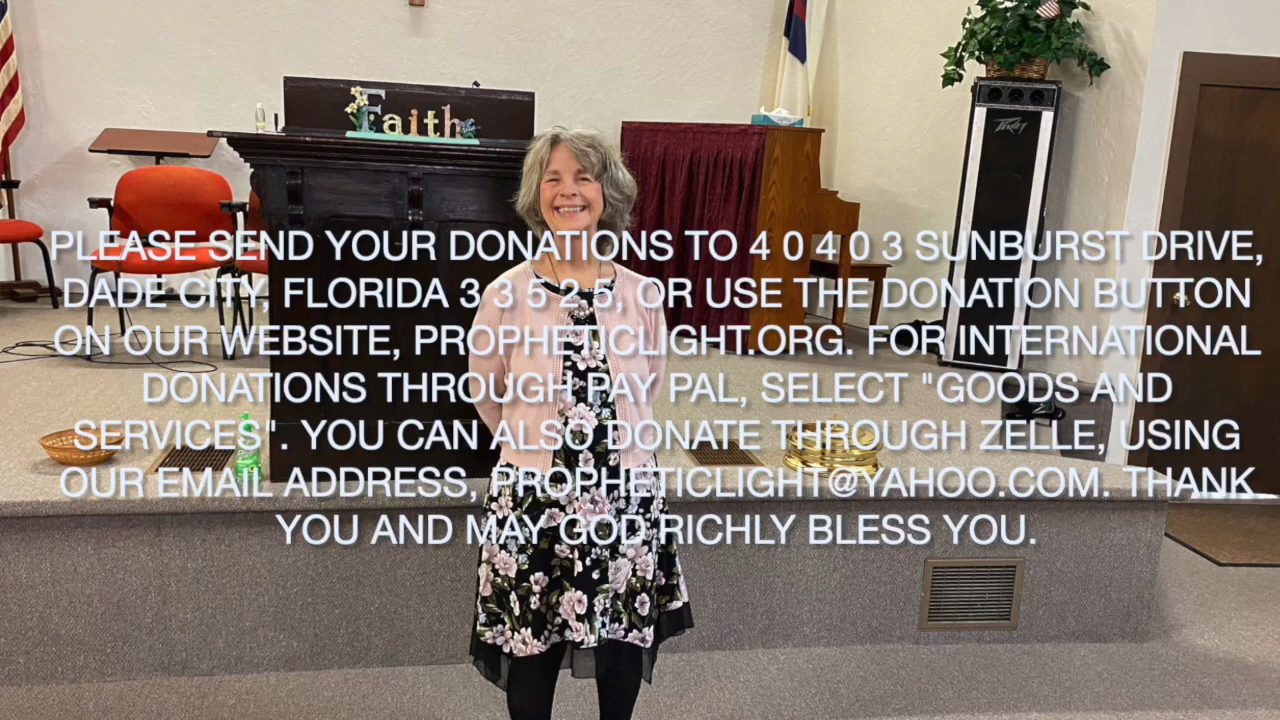 Faith
PEAVEY
PLEASE SEND YOUR DONATIONS TO 4 0 4 0 3 SUNBURST DRIVE,
DADE CITY, FLORIDA 3 3 5 2 5, OR USE THE DONATION BUTTON
ON OUR WEBSITE, PROPHETICLIGHT.ORG. FOR INTERNATIONAL
DONATIONS THROUGH PAY PAL, SELECT "GOODS AND
SERVICES". YOU CAN ALSO DONATE THROUGH ZELLE, USING
OUR EMAIL ADDRESS, PROPHETICLIGHT@YAHOO.COM. THANK
YOU AND MAY GOD RICHLY BLESS YOU.